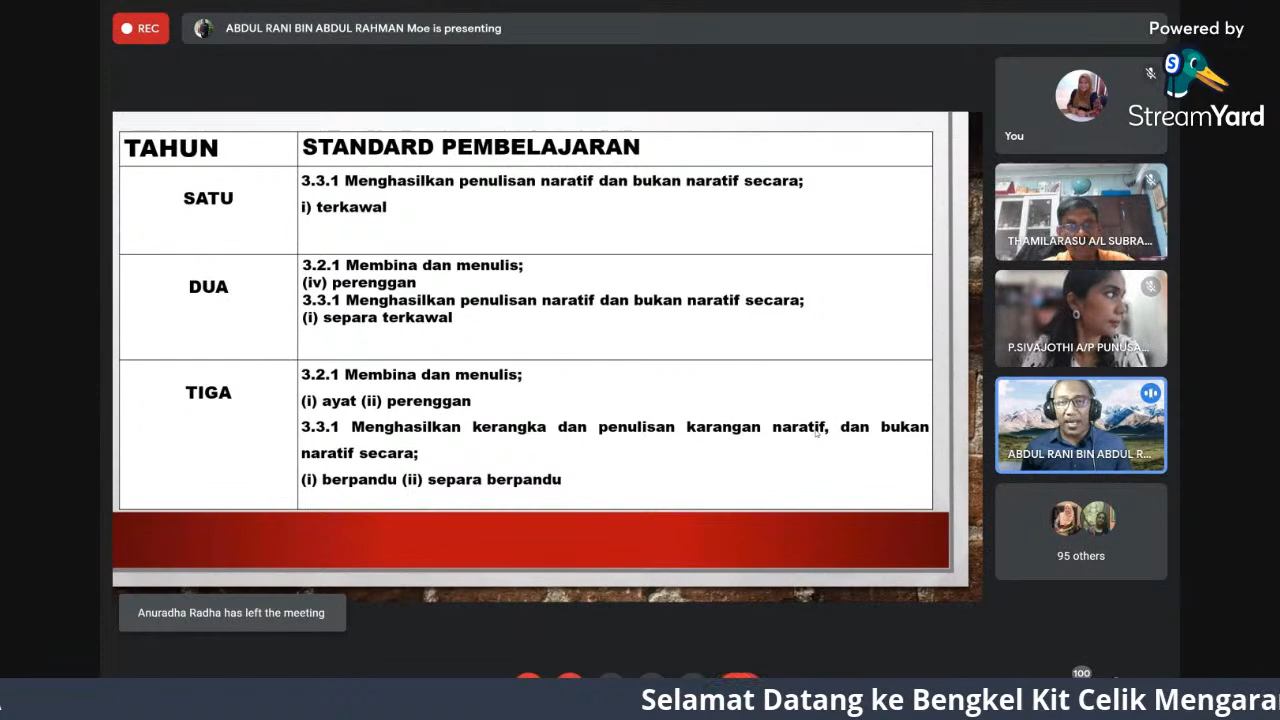 REC
ABDUL RANI BIN ABDUL RAHMAN Moe is presenting
Powered by
S
StreamYard
You
THAMILARASU A/L SUBRA...
P.SIVAJOTHI A/P PUNUSA...
ABDUL RANI BIN ABDUL R...
95 others
TAHUN STANDARD PEMBELAJARAN
SATU
3.3.1 Menghasilkan penulisan naratif dan bukan naratif secara;
i) terkawal
DUA
3.2.1 Membina dan menulis;
(iv) perenggan
3.3.1 Menghasilkan penulisan naratif dan bukan naratif secara;
(i) separa terkawal
TIGA
3.2.1 Membina dan menulis;
(i) ayat (ii) perenggan
3.3.1 Menghasilkan kerangka dan penulisan karangan naratif, dan bukan
naratif secara;
(i) berpandu (ii) separa berpandu
Anuradha Radha has left the meeting
100
Selamat Datang ke Bengkel Kit Celik Mengara